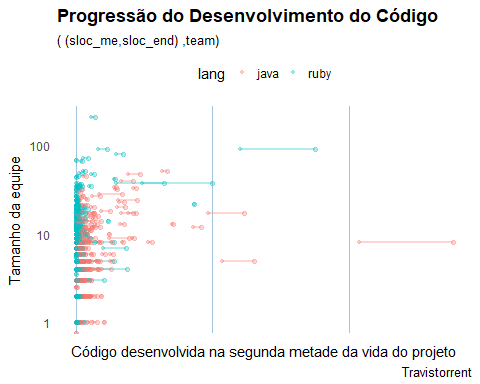 Progressão do Desenvolvimento do Código
( (sloc_me,sloc_end) ,team)
lang java ruby
Tamanho da equipe
100
10
1
Código desenvolvida na segunda metade da vida do projeto
Travistorrent